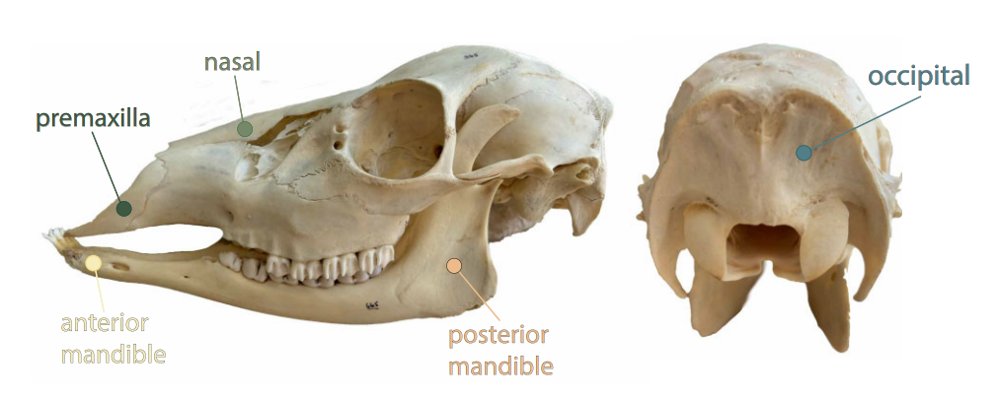 nasal
occipital
premaxilla
anterior
mandible
posterior
mandible